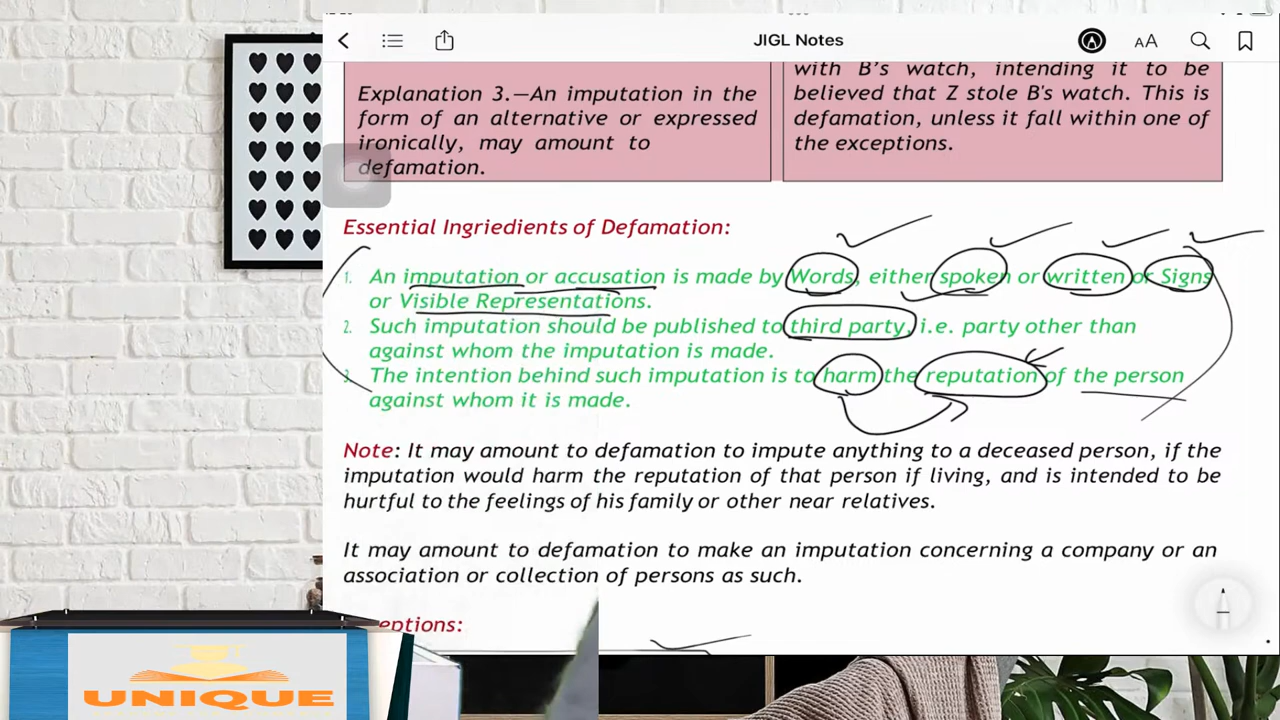 JIGL Notes
AA
Explanation 3.—An imputation in the
form of an alternative or expressed
ironically, may amount to
defamation.
with B's watch, intending it to be
believed that Z stole B's watch. This is
defamation, unless it fall within one of
the exceptions.
Essential Ingriedients of Defamation:
1. An imputation or accusation is made by Words, either spoken or written or Signs
or Visible Representations.
2. Such imputation should be published to third party, i.e. party other than
against whom the imputation is made.
3. The intention behind such imputation is to harm the reputation of the person
against whom it is made.
Note: It may amount to defamation to impute anything to a deceased person, if the
imputation would harm the reputation of that person if living, and is intended to be
hurtful to the feelings of his family or other near relatives.
It may amount to defamation to make an imputation concerning a company or an
association or collection of persons as such.
eptions:
UNIQUE